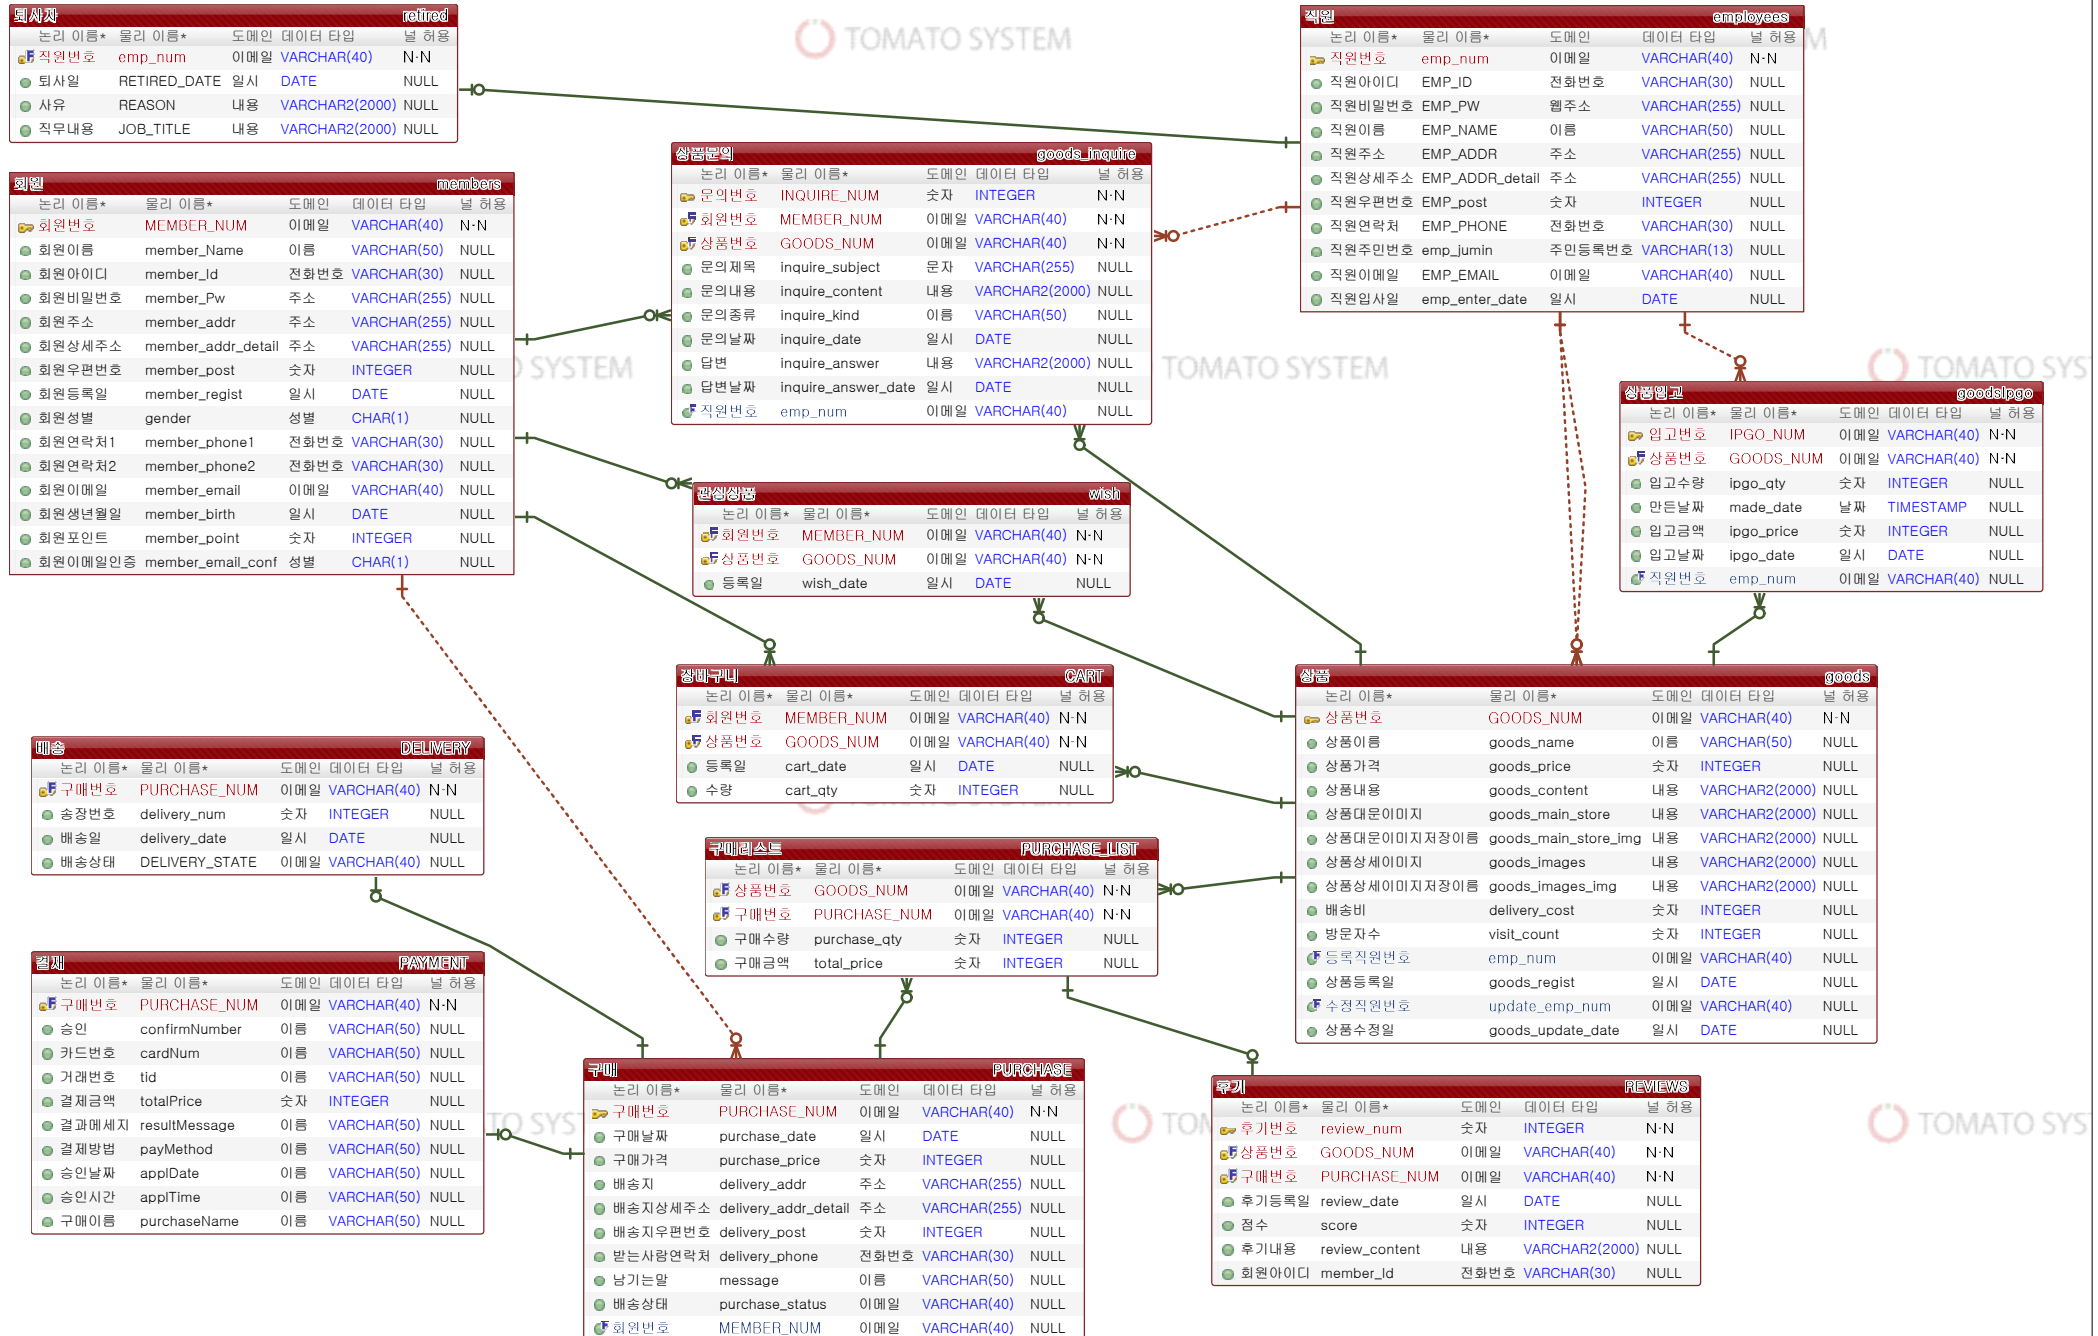 퇴사자 retired
논리 이름* 물리 이름* 도메인 데이터 타입 널 허용
직원번호 emp_num 이메일 VARCHAR(40) N-N
퇴사일 RETIRED_DATE 일시 DATE NULL
사유 REASON 내용 VARCHAR2(2000) NULL
직무내용 JOB_TITLE 내용 VARCHAR2(2000) NULL
TOMATO SYSTEM
직원 employees
논리 이름* 물리 이름* 도메인 데이터 타입 널 허용
직원번호 emp_num 이메일 VARCHAR(40) N-N
직원아이디 EMP_ID 전화번호 VARCHAR(30) NULL
직원비밀번호 EMP_PW 웹주소 VARCHAR(255) NULL
직원이름 EMP_NAME 이름 VARCHAR(50) NULL
직원주소 EMP_ADDR 주소 VARCHAR(255) NULL
직원상세주소 EMP_ADDR_detail 주소 VARCHAR(255) NULL
직원우편번호 EMP_post 숫자 INTEGER NULL
직원연락처 EMP_PHONE 전화번호 VARCHAR(30) NULL
직원주민번호 emp_jumin 주민등록번호 VARCHAR(13) NULL
직원이메일 EMP_EMAIL 이메일 VARCHAR(40) NULL
직원입사일 emp_enter_date 일시 DATE NULL
M
상품문의 goods_inquire
논리 이름* 물리 이름* 도메인 데이터 타입 널 허용
문의번호 INQUIRE_NUM 숫자 INTEGER N-N
회원번호 MEMBER_NUM 이메일 VARCHAR(40) N-N
상품번호 GOODS_NUM 이메일 VARCHAR(40) N-N
문의제목 inquire_subject 문자 VARCHAR(255) NULL
문의내용 inquire_content 내용 VARCHAR2(2000) NULL
문의종류 inquire_kind 이름 VARCHAR(50) NULL
문의날짜 inquire_date 일시 DATE NULL
답변 inquire_answer 내용 VARCHAR2(2000) NULL
답변날짜 inquire_answer_date 일시 DATE NULL
직원번호 emp_num 이메일 VARCHAR(40) NULL
회원 members
논리 이름* 물리 이름* 도메인 데이터 타입 널 허용
회원번호 MEMBER_NUM 이메일 VARCHAR(40) N-N
회원이름 member_Name 이름 VARCHAR(50) NULL
회원아이디 member_Id 전화번호 VARCHAR(30) NULL
회원비밀번호 member_Pw 주소 VARCHAR(255) NULL
회원주소 member_addr 주소 VARCHAR(255) NULL
회원상세주소 member_addr_detail 주소 VARCHAR(255) NULL
회원우편번호 member_post 숫자 INTEGER NULL
회원등록일 member_regist 일시 DATE NULL
회원성별 gender 성별 CHAR(1) NULL
회원연락처1 member_phone1 전화번호 VARCHAR(30) NULL
회원연락처2 member_phone2 전화번호 VARCHAR(30) NULL
회원이메일 member_email 이메일 VARCHAR(40) NULL
회원생년월일 member_birth 일시 DATE NULL
회원포인트 member_point 숫자 INTEGER NULL
회원이메일인증 member_email_conf 성별 CHAR(1) NULL
SYSTEM
TOMATO SYSTEM
TOMATO SYS
상품입고 goodsIpgo
논리 이름* 물리 이름* 도메인 데이터 타입 널 허용
입고번호 IPGO_NUM 이메일 VARCHAR(40) N-N
상품번호 GOODS_NUM 이메일 VARCHAR(40) N-N
입고수량 ipgo_qty 숫자 INTEGER NULL
만든날짜 made_date 날짜 TIMESTAMP NULL
입고금액 ipgo_price 숫자 INTEGER NULL
입고날짜 ipgo_date 일시 DATE NULL
직원번호 emp_num 이메일 VARCHAR(40) NULL
관심상품 wish
논리 이름* 물리 이름* 도메인 데이터 타입 널 허용
회원번호 MEMBER_NUM 이메일 VARCHAR(40) N-N
상품번호 GOODS_NUM 이메일 VARCHAR(40) N-N
등록일 wish_date 일시 DATE NULL
장바구니 CART
논리 이름* 물리 이름* 도메인 데이터 타입 널 허용
회원번호 MEMBER_NUM 이메일 VARCHAR(40) N-N
상품번호 GOODS_NUM 이메일 VARCHAR(40) N-N
등록일 cart_date 일시 DATE NULL
수량 cart_qty 숫자 INTEGER NULL
상품 goods
논리 이름* 물리 이름* 도메인 데이터 타입 널 허용
상품번호 GOODS_NUM 이메일 VARCHAR(40) N-N
상품이름 goods_name 이름 VARCHAR(50) NULL
상품가격 goods_price 숫자 INTEGER NULL
상품내용 goods_content 내용 VARCHAR2(2000) NULL
상품대문이미지 goods_main_store 내용 VARCHAR2(2000) NULL
상품대문이미지저장이름 goods_main_store_img 내용 VARCHAR2(2000) NULL
상품상세이미지 goods_images 내용 VARCHAR2(2000) NULL
상품상세이미지저장이름 goods_images_img 내용 VARCHAR2(2000) NULL
배송비 delivery_cost 숫자 INTEGER NULL
방문자수 visit_count 숫자 INTEGER NULL
등록직원번호 emp_num 이메일 VARCHAR(40) NULL
상품등록일 goods_regist 일시 DATE NULL
수정직원번호 update_emp_num 이메일 VARCHAR(40) NULL
상품수정일 goods_update_date 일시 DATE NULL
배송 DELIVERY
논리 이름* 물리 이름* 도메인 데이터 타입 널 허용
구매번호 PURCHASE_NUM 이메일 VARCHAR(40) N-N
송장번호 delivery_num 숫자 INTEGER NULL
배송일 delivery_date 일시 DATE NULL
배송상태 DELIVERY_STATE 이메일 VARCHAR(40) NULL
구매리스트 PURCHASE_LIST
논리 이름* 물리 이름* 도메인 데이터 타입 널 허용
상품번호 GOODS_NUM 이메일 VARCHAR(40) N-N
구매번호 PURCHASE_NUM 이메일 VARCHAR(40) N-N
구매수량 purchase_qty 숫자 INTEGER NULL
구매금액 total_price 숫자 INTEGER NULL
결제 PAYMENT
논리 이름* 물리 이름* 도메인 데이터 타입 널 허용
구매번호 PURCHASE_NUM 이메일 VARCHAR(40) N-N
승인 confirmNumber 이름 VARCHAR(50) NULL
카드번호 cardNum 이름 VARCHAR(50) NULL
거래번호 tid 이름 VARCHAR(50) NULL
결제금액 totalPrice 숫자 INTEGER NULL
결과메세지 resultMessage 이름 VARCHAR(50) NULL
결제방법 payMethod 이름 VARCHAR(50) NULL
승인날짜 applDate 이름 VARCHAR(50) NULL
승인시간 applTime 이름 VARCHAR(50) NULL
구매이름 purchaseName 이름 VARCHAR(50) NULL
TO SYS
구매 PURCHASE
논리 이름* 물리 이름* 도메인 데이터 타입 널 허용
구매번호 PURCHASE_NUM 이메일 VARCHAR(40) N-N
구매날짜 purchase_date 일시 DATE NULL
구매가격 purchase_price 숫자 INTEGER NULL
배송지 delivery_addr 주소 VARCHAR(255) NULL
배송지상세주소 delivery_addr_detail 주소 VARCHAR(255) NULL
배송지우편번호 delivery_post 숫자 INTEGER NULL
받는사람연락처 delivery_phone 전화번호 VARCHAR(30) NULL
남기는말 message 이름 VARCHAR(50) NULL
배송상태 purchase_status 이메일 VARCHAR(40) NULL
회원번호 MEMBER_NUM 이메일 VARCHAR(40) NULL
TOM
후기 REVIEWS
논리 이름* 물리 이름* 도메인 데이터 타입 널 허용
후기번호 review_num 숫자 INTEGER N-N
상품번호 GOODS_NUM 이메일 VARCHAR(40) N-N
구매번호 PURCHASE_NUM 이메일 VARCHAR(40) N-N
후기등록일 review_date 일시 DATE NULL
점수 score 숫자 INTEGER NULL
후기내용 review_content 내용 VARCHAR2(2000) NULL
회원아이디 member_Id 전화번호 VARCHAR(30) NULL
TOMATO SYS